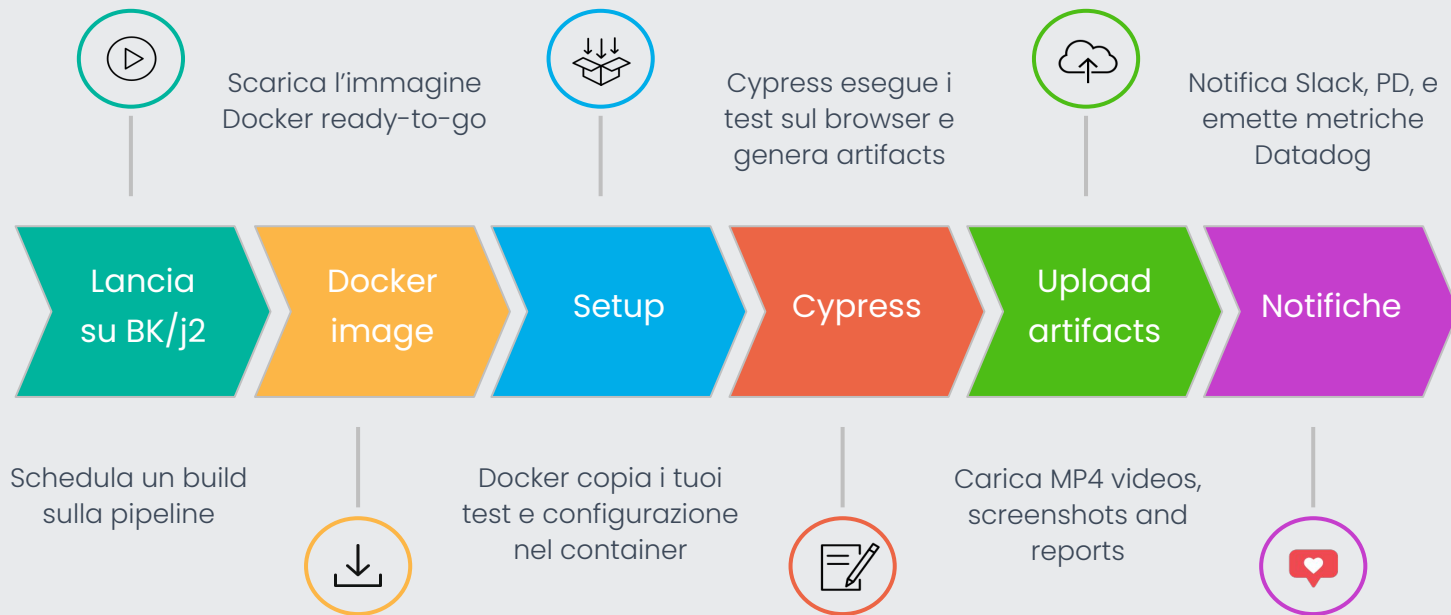 Scarica l’immagine
Docker ready-to-go
Cypress esegue i
test sul browser e
genera artifacts
Notifica Slack, PD, e
emette metriche
Datadog
Lancia
su BK/j2
Docker
image
Setup
Cypress
Upload
artifacts
Notifiche
Schedula un build
sulla pipeline
Docker copia i tuoi
test e configurazione
nel container
Carica MP4 videos,
screenshots and
reports